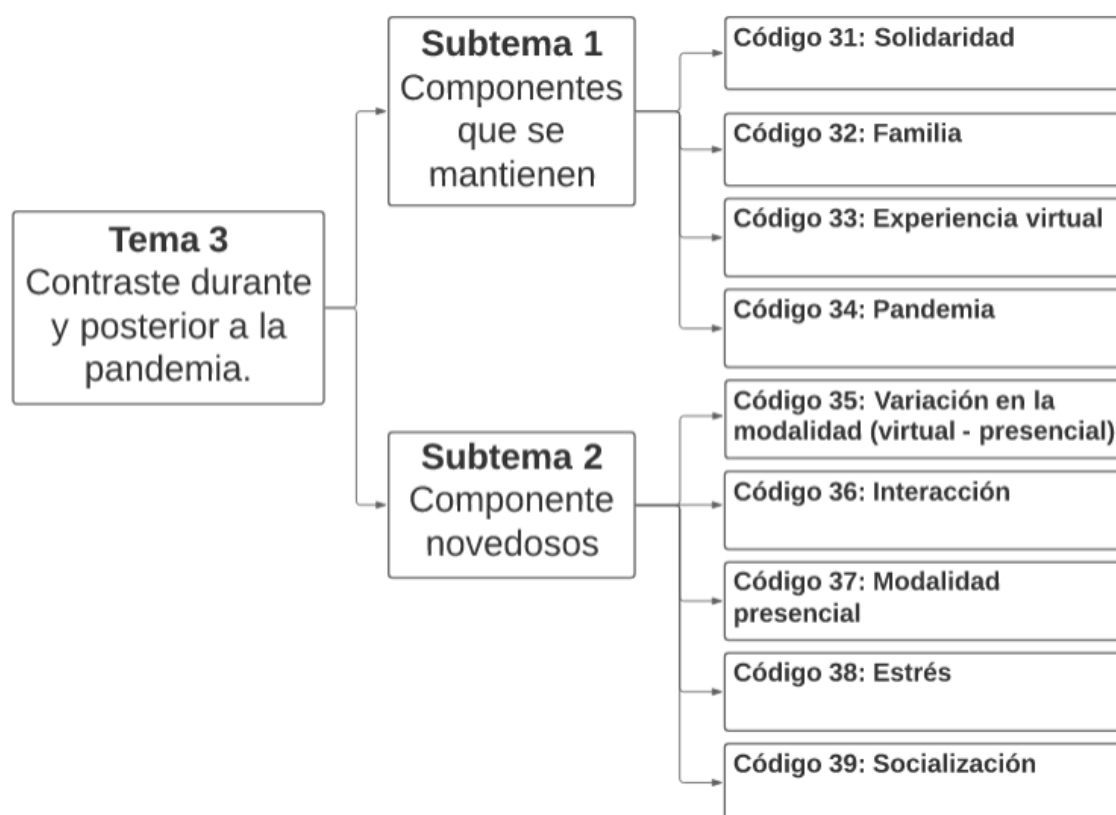 Tema 3
Contraste durante
y posterior a la
pandemia.
Subtema 1
Componentes
que se
mantienen
Código 31: Solidaridad
Código 32: Familia
Código 33: Experiencia virtual
Código 34: Pandemia
Subtema 2
Componente
novedosos
Código 35: Variación en la
modalidad (virtual - presencial)
Código 36: Interacción
Código 37: Modalidad
presencial
Código 38: Estrés
Código 39: Socialización